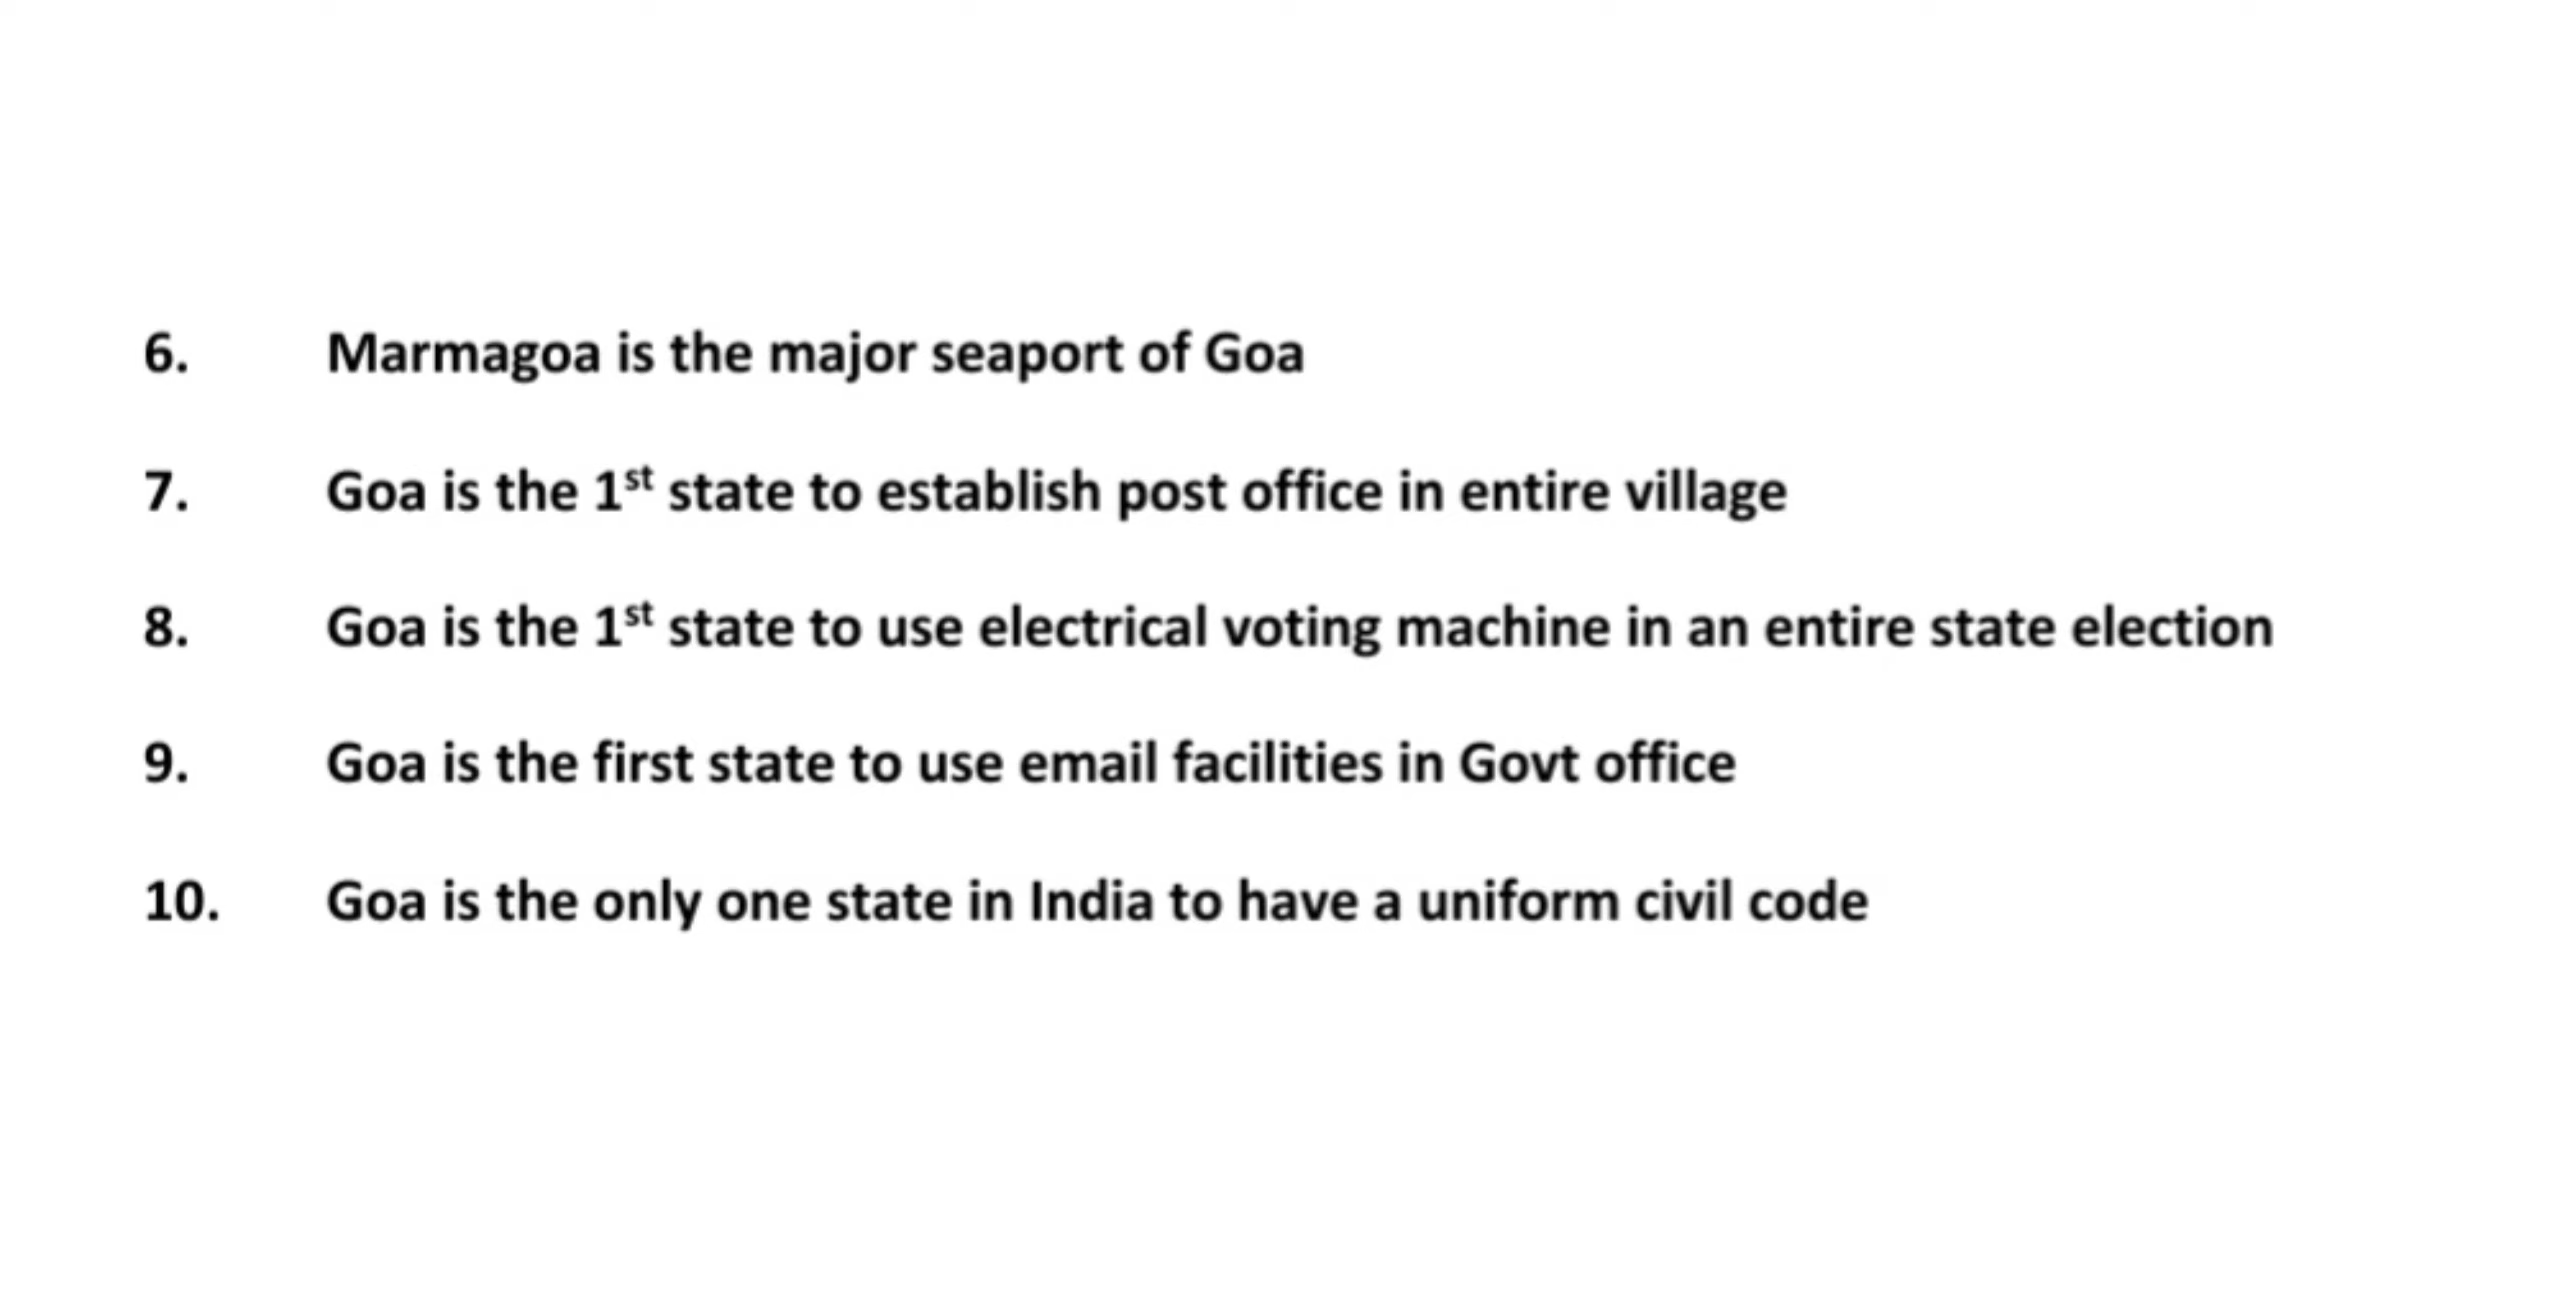 6. Marmagoa is the major seaport of Goa
7. Goa is the 1st state to establish post office in entire village
8. Goa is the 1st state to use electrical voting machine in an entire state election
9. Goa is the first state to use email facilities in Govt office
10. Goa is the only one state in India to have a uniform civil code